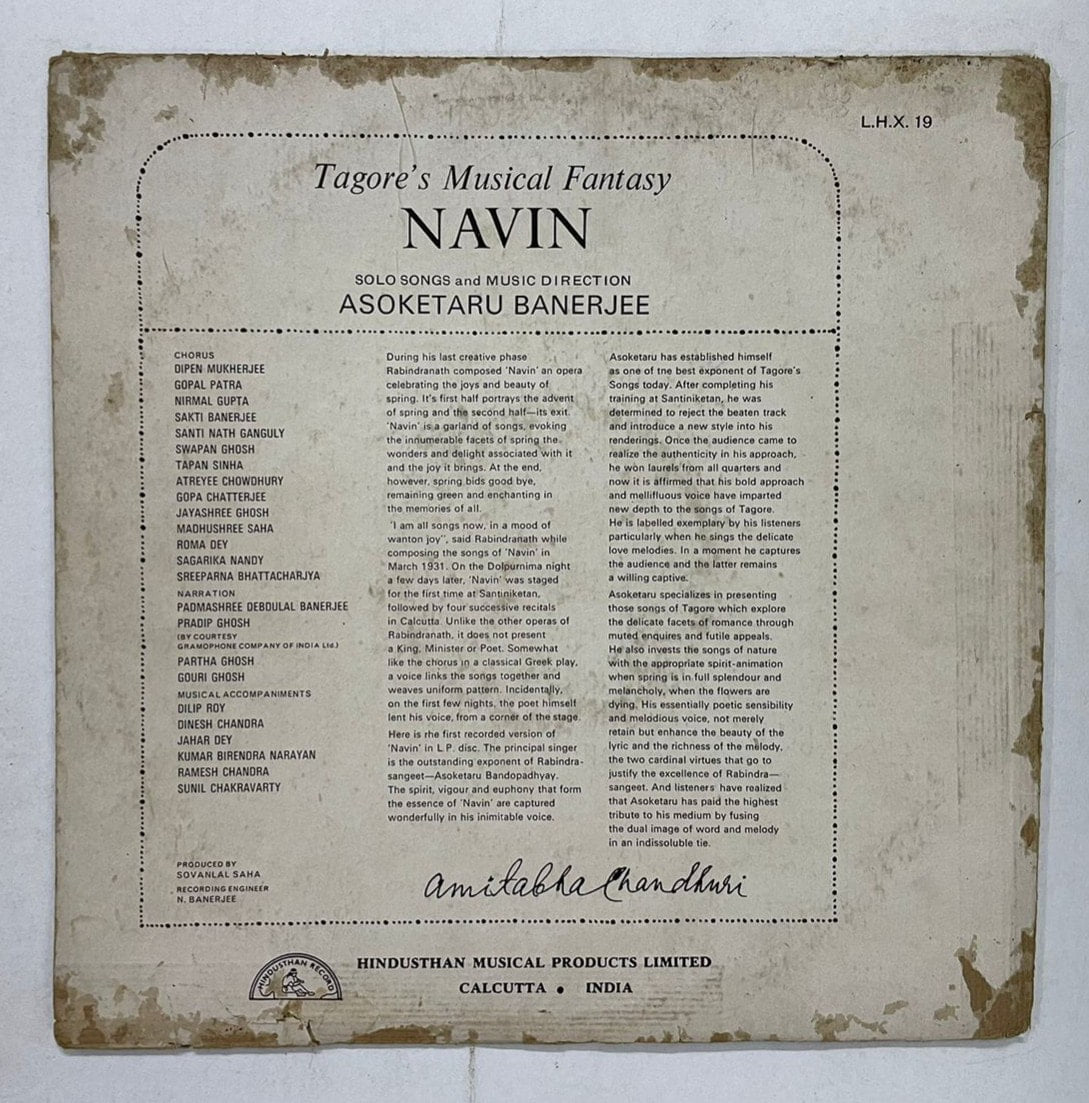 L.H.X. 19
Tagore's Musical Fantasy
NAVIN
SOLO SONGS and MUSIC DIRECTION
ASOKETARU BANERJEE
CHORUS
DIPEN MUKHERJEE
GOPAL PATRA
NIRMAL GUPTA
SAKTI BANERJEE
SANTI NATH GANGULY
SWAPAN GHOSH
TAPAN SINHA
ATREYEE CHOWDHURY
GOPA CHATTERJEE
JAYASHREE GHOSH
MADHUSHREE SAHA
ROMA DEY
SAGARIKA NANDY
SREEPARNA BHATTACHARJYA
NARRATION
PADMASHREE DEBDULAL BANERJEE
PRADIP GHOSH
(BY COURTESY
GRAMOPHONE COMPANY OF INDIA Ltd.)
PARTHA GHOSH
GOURI GHOSH
MUSICAL ACCOMPANIMENTS
DILIP ROY
DINESH CHANDRA
JAHAR DEY
KUMAR BIRENDRA NARAYAN
RAMESH CHANDRA
SUNIL CHAKRAVARTY
PRODUCED BY
SOVANLAL SAHA
RECORDING ENGINEER
N. BANERJEE
During his last creative phase
Rabindranath composed 'Navin' an opera
celebrating the joys and beauty of
spring. It's first half portrays the advent
of spring and the second half—its exit.
'Navin' is a garland of songs, evoking
the innumerable facets of spring the
wonders and delight associated with it
and the joy it brings. At the end,
however, spring bids good bye,
remaining green and enchanting in
the memories of all.
'I am all songs now, in a mood of
wanton joy", said Rabindranath while
composing the songs of 'Navin' in
March 1931. On the Dolpurnima night
a few days later, 'Navin' was staged
for the first time at Santiniketan,
followed by four successive recitals
in Calcutta. Unlike the other operas of
Rabindranath, it does not present
a King, Minister or Poet. Somewhat
like the chorus in a classical Greek play,
a voice links the songs together and
weaves uniform pattern. Incidentally,
on the first few nights, the poet himself
lent his voice, from a corner of the stage.
Here is rhe first recorded version of
'Navin' in L.P. disc. The principal singer
is the outstanding exponent of Rabindra-
sangeet—Asoketaru Bandopadhyay.
The spirit, vigour and euphony that form
the essence of 'Navin' are captured
wonderfully in his inimitable voice.
Asoketaru has established himself
as one of tne best exponent of Tagore's
Songs today. After completing his
training at Santiniketan, he was
determined to reject the beaten track
and introduce a new style into his
renderings. Once the audience came to
realize the authenticity in his approach,
he won laurels from all quarters and
now it is affirmed that his bold approach
and mellifluous voice have imparted
new depth to the songs of Tagore.
He is labelled exemplary by his listeners
particularly when he sings the delicate
love melodies. In a moment he captures
the audience and the latter remains
a willing captive.
Asoketaru specializes in presenting
those songs of Tagore which explore
the delicate facets of romance through
muted enquires and futile appeals.
He also invests the songs of nature
with the appropriate spirit-animation
when spring is in full splendour and
melancholy, when the flowers are
dying. His essentially poetic sensibility
and melodious voice, not merely
retain but enhance the beauty of the
lyric and the richness of the melody,
the two cardinal virtues that go to
justify the excellence of Rabindra—
sangeet. And listeners have realized
that Asoketaru has paid the highest
tribute to his medium by fusing
the dual image of word and melody
in an indissoluble tie.
Amitabha Chandhuri
HINDUSTHAN RECORD
HINDUSTHAN MUSICAL PRODUCTS LIMITED
CALCUTTA • INDIA